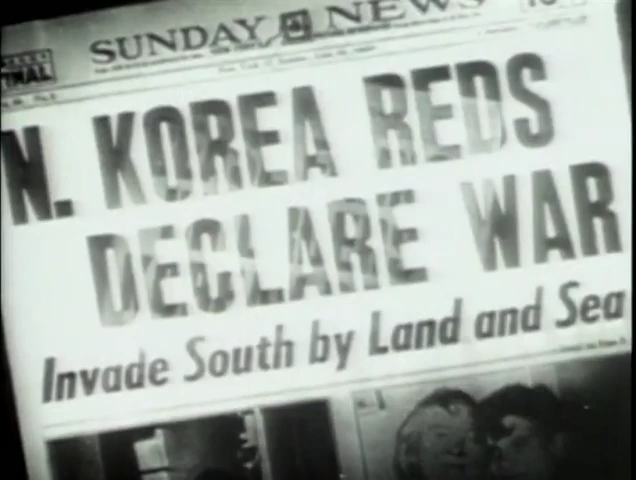 SUNDAY NEWS
N. KOREA REDS
DECLARE WAR
Invade South by Land and Sea